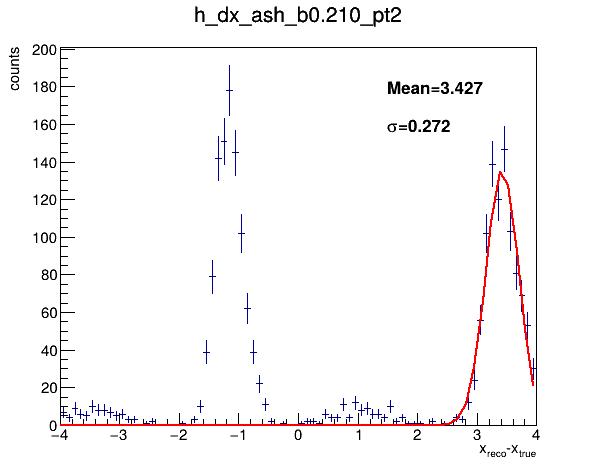 h_dx_ash_b0.210_pt2
counts
200
180
160
140
120
100
80
60
40
20
0
Mean=3.427
σ=0.272
−4 −3 −2 −1 0 1 2 3 4
x_reco-x_true